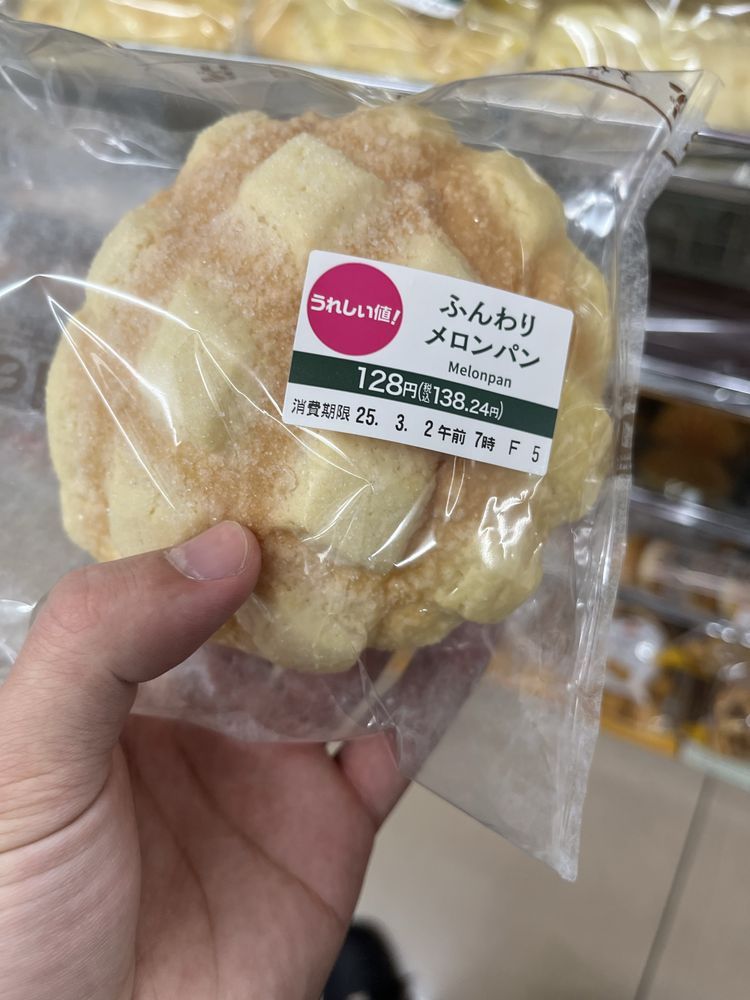 うれしい値!
ふんわり
メロンパン
Melonpan
128円(税込138.24円)
消費期限 25. 3. 2 午前 7時 F 5